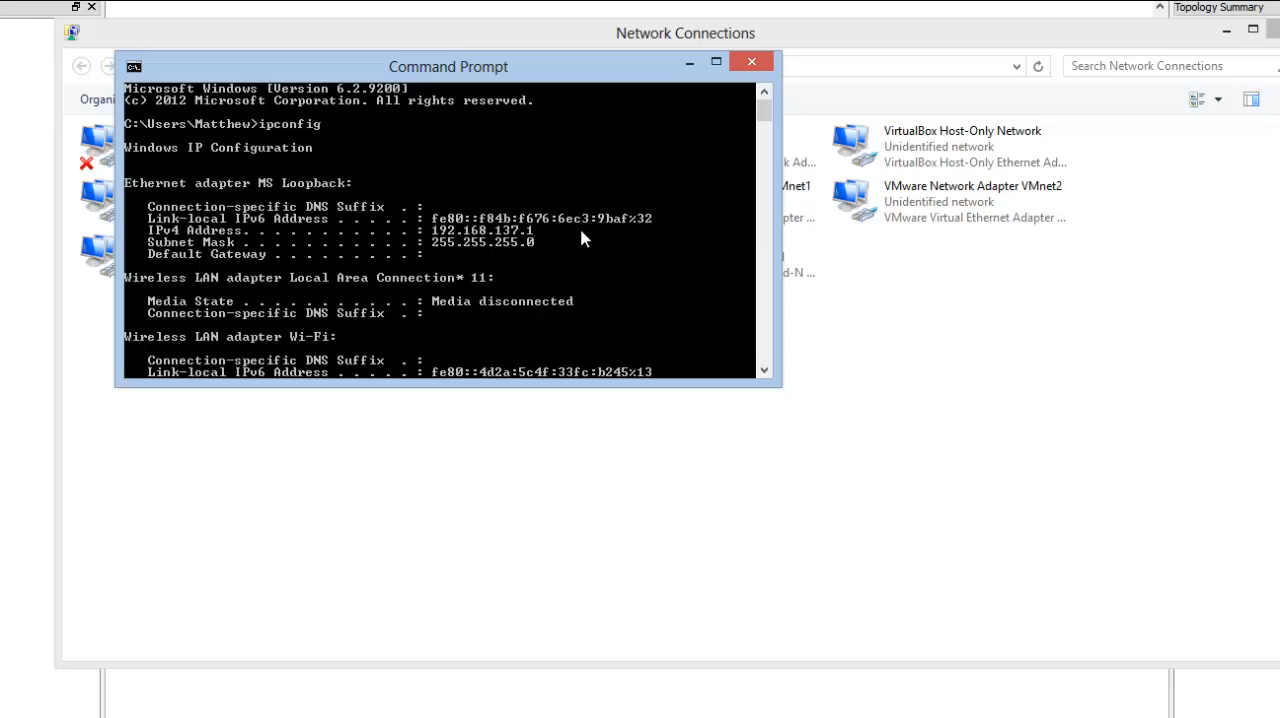 Topology Summary
Network Connections
Command Prompt
Search Network Connections
Organi
Microsoft Windows [Version 6.2.9200]
(c) 2012 Microsoft Corporation. All rights reserved.
C:\Users\Matthew>ipconfig
Windows IP Configuration
Ethernet adapter MS Loopback:
Connection-specific DNS Suffix . :
Link-local IPv6 Address . . . . . : fe80::f84b:f676:6ec3:9baf%32
IPv4 Address. . . . . . . . . . . : 192.168.137.1
Subnet Mask . . . . . . . . . . . : 255.255.255.0
Default Gateway . . . . . . . . . :
Wireless LAN adapter Local Area Connection* 11:
Media State . . . . . . . . . . . : Media disconnected
Connection-specific DNS Suffix . :
Wireless LAN adapter Wi-Fi:
Connection-specific DNS Suffix . :
Link-local IPv6 Address . . . . . : fe80::4d2a:5c4f:33fc:b245%13
k Ad...
Mnet1
pter ...
d-N ...
VirtualBox Host-Only Network
Unidentified network
VirtualBox Host-Only Ethernet Ad...
VMware Network Adapter VMnet2
Unidentified network
VMware Virtual Ethernet Adapter ...